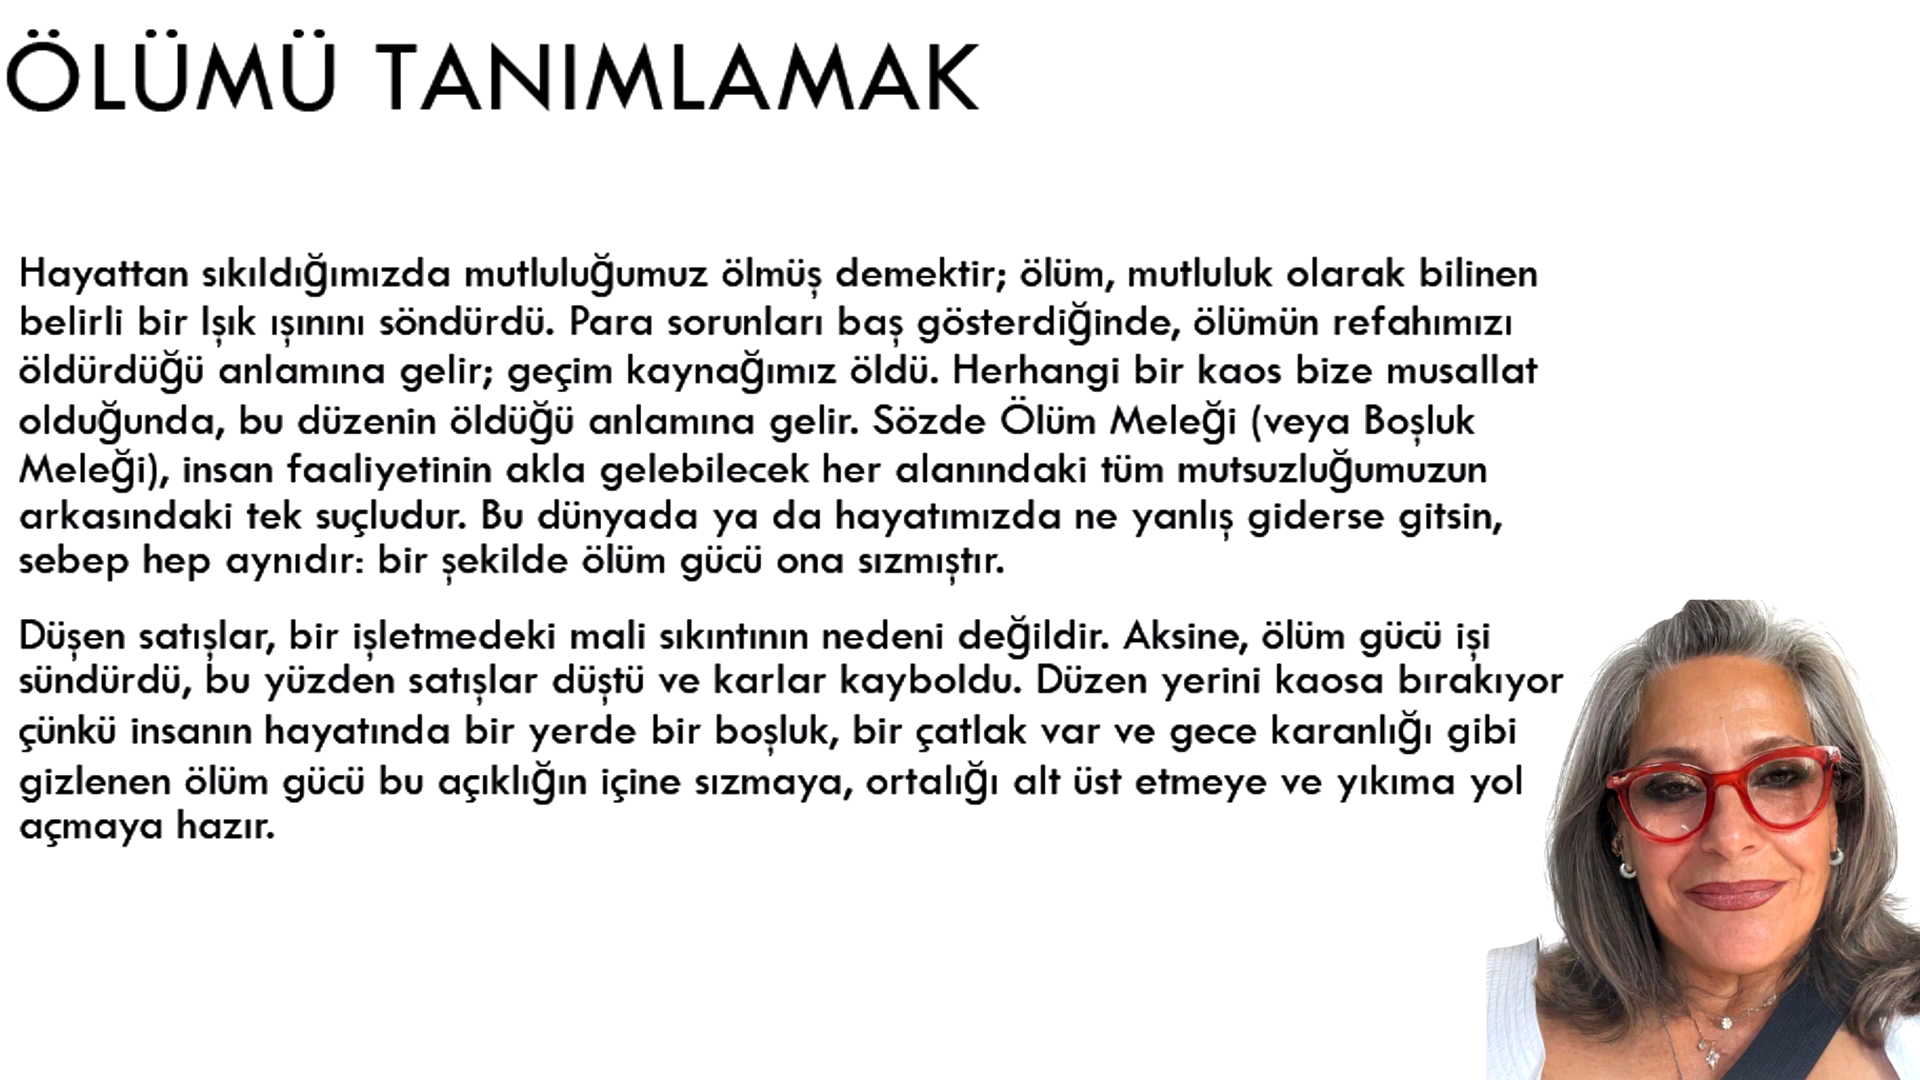 ÖLÜMÜ TANIMLAMAK
Hayattan sıkıldığımızda mutluluğumuz ölmüş demektir; ölüm, mutluluk olarak bilinen
belirli bir Işık ışınını söndürdü. Para sorunları baş gösterdiğinde, ölümün refahımızı
öldürdüğü anlamına gelir; geçim kaynağımız öldü. Herhangi bir kaos bize musallat
olduğunda, bu düzenin öldüğü anlamına gelir. Sözde Ölüm Meleği (veya Boşluk
Meleği), insan faaliyetinin akla gelebilecek her alanındaki tüm mutsuzluğumuzun
arkasındaki tek suçludur. Bu dünyada ya da hayatımızda ne yanlış giderse gitsin,
sebep hep aynıdır: bir şekilde ölüm gücü ona sızmıştır.
Düşen satışlar, bir işletmedeki mali sıkıntının nedeni değildir. Aksine, ölüm gücü işi
sündürdü, bu yüzden satışlar düştü ve karlar kayboldu. Düzen yerini kaosa bırakıyor
çünkü insanın hayatında bir yerde bir boşluk, bir çatlak var ve gece karanlığı gibi
gizlenen ölüm gücü bu açıklığın içine sızmaya, ortalığı alt üst etmeye ve yıkıma yol
açmaya hazır.